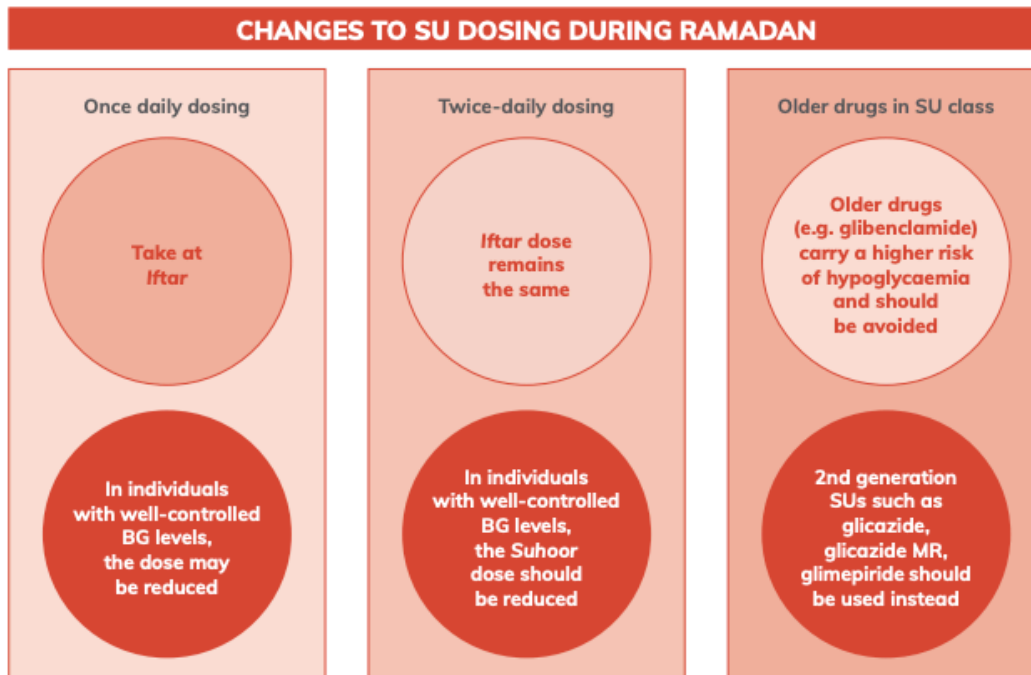 CHANGES TO SU DOSING DURING RAMADAN
Once daily dosing
Take at
Iftar
In individuals
with well-controlled
BG levels,
the dose may
be reduced
Twice-daily dosing
Iftar dose
remains
the same
In individuals
with well-controlled
BG levels,
the Suhoor
dose should
be reduced
Older drugs in SU class
Older drugs
(e.g. glibenclamide)
carry a higher risk
of hypoglycaemia
and should
be avoided
2nd generation
SUs such as
glicazide,
glicazide MR,
glimepiride should
be used instead